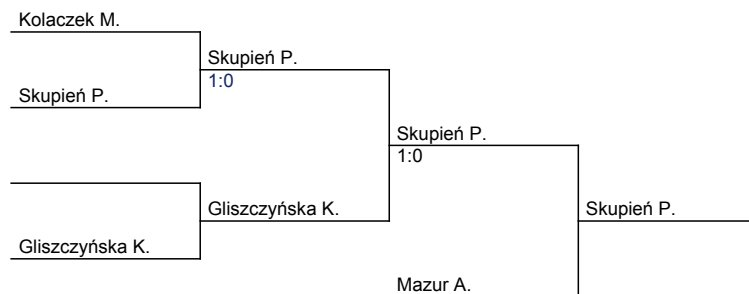 Kolaczek M.
Skupień P.
1:0
Skupień P.
Skupień P.
1:0
Gliszczyńska K.
Skupień P.
Gliszczyńska K.
Mazur A.